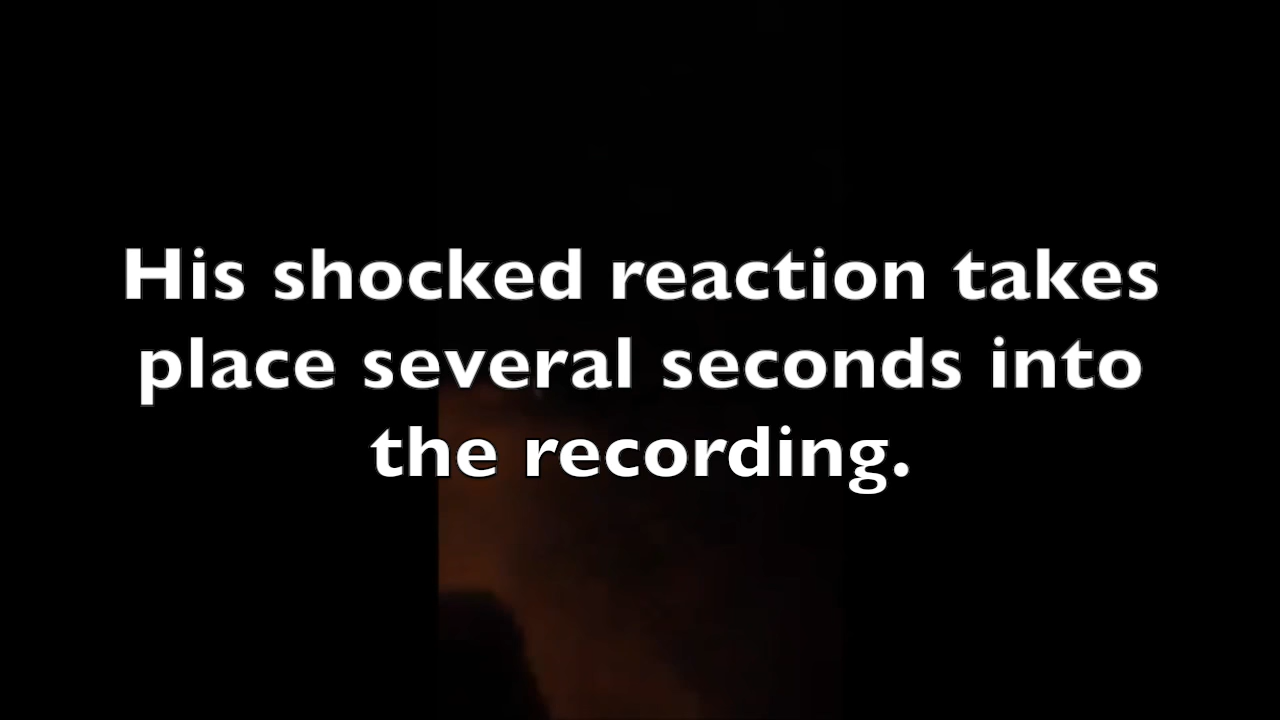 His shocked reaction takes
place several seconds into
the recording.